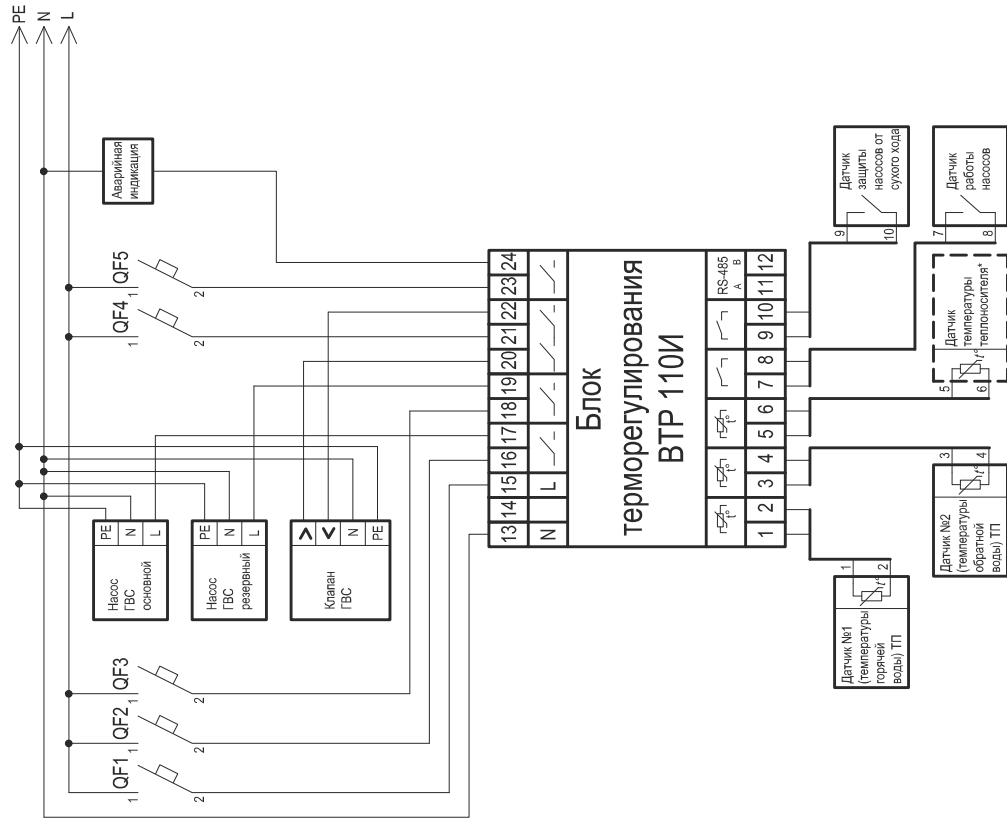 PE
N
L
Аварийная
индикация
QF5
1
2
QF4
1
2
QF3
1
2
QF2
1
2
QF1
1
2
Насос
ГВС
основной
PE
N
L
Насос
ГВС
резервный
PE
N
L
Клапан
ГВС
>
<
N
PE
13 14 15 16 17 18 19 20 21 22 23 24
N
L
Блок
терморегулирования
ВТР 110И
t°
t°
t°
RS-485
A B
1 2 3 4 5 6 7 8 9 10 11 12
Датчик №1
(температуры
горячей
воды) ТП
1
2
t°
Датчик №2
(температуры
обратной
воды) ТП
3
4
t°
Датчик
температуры
теплоносителя*
5
6
t°
Датчик
работы
насосов
7
8
Датчик
защиты
насосов от
сухого хода
9
10